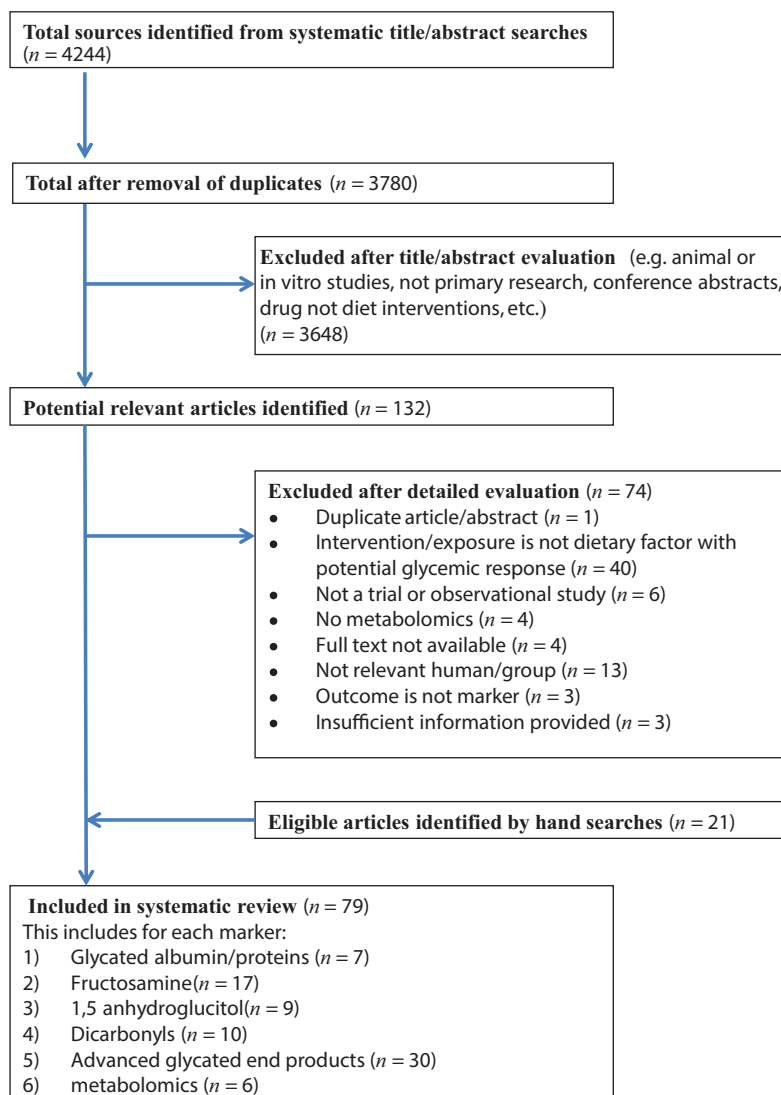 Total sources identified from systematic title/abstract searches
(n = 4244)
Total after removal of duplicates (n = 3780)
Excluded after title/abstract evaluation (e.g. animal or
in vitro studies, not primary research, conference abstracts,
drug not diet interventions, etc.)
(n = 3648)
Potential relevant articles identified (n = 132)
Excluded after detailed evaluation (n = 74)
• Duplicate article/abstract (n = 1)
• Intervention/exposure is not dietary factor with
potential glycemic response (n = 40)
• Not a trial or observational study (n = 6)
• No metabolomics (n = 4)
• Full text not available (n = 4)
• Not relevant human/group (n = 13)
• Outcome is not marker (n = 3)
• Insufficient information provided (n = 3)
Eligible articles identified by hand searches (n = 21)
Included in systematic review (n = 79)
This includes for each marker:
1) Glycated albumin/proteins (n = 7)
2) Fructosamine(n = 17)
3) 1,5 anhydroglucitol(n = 9)
4) Dicarbonyls (n = 10)
5) Advanced glycated end products (n = 30)
6) metabolomics (n = 6)